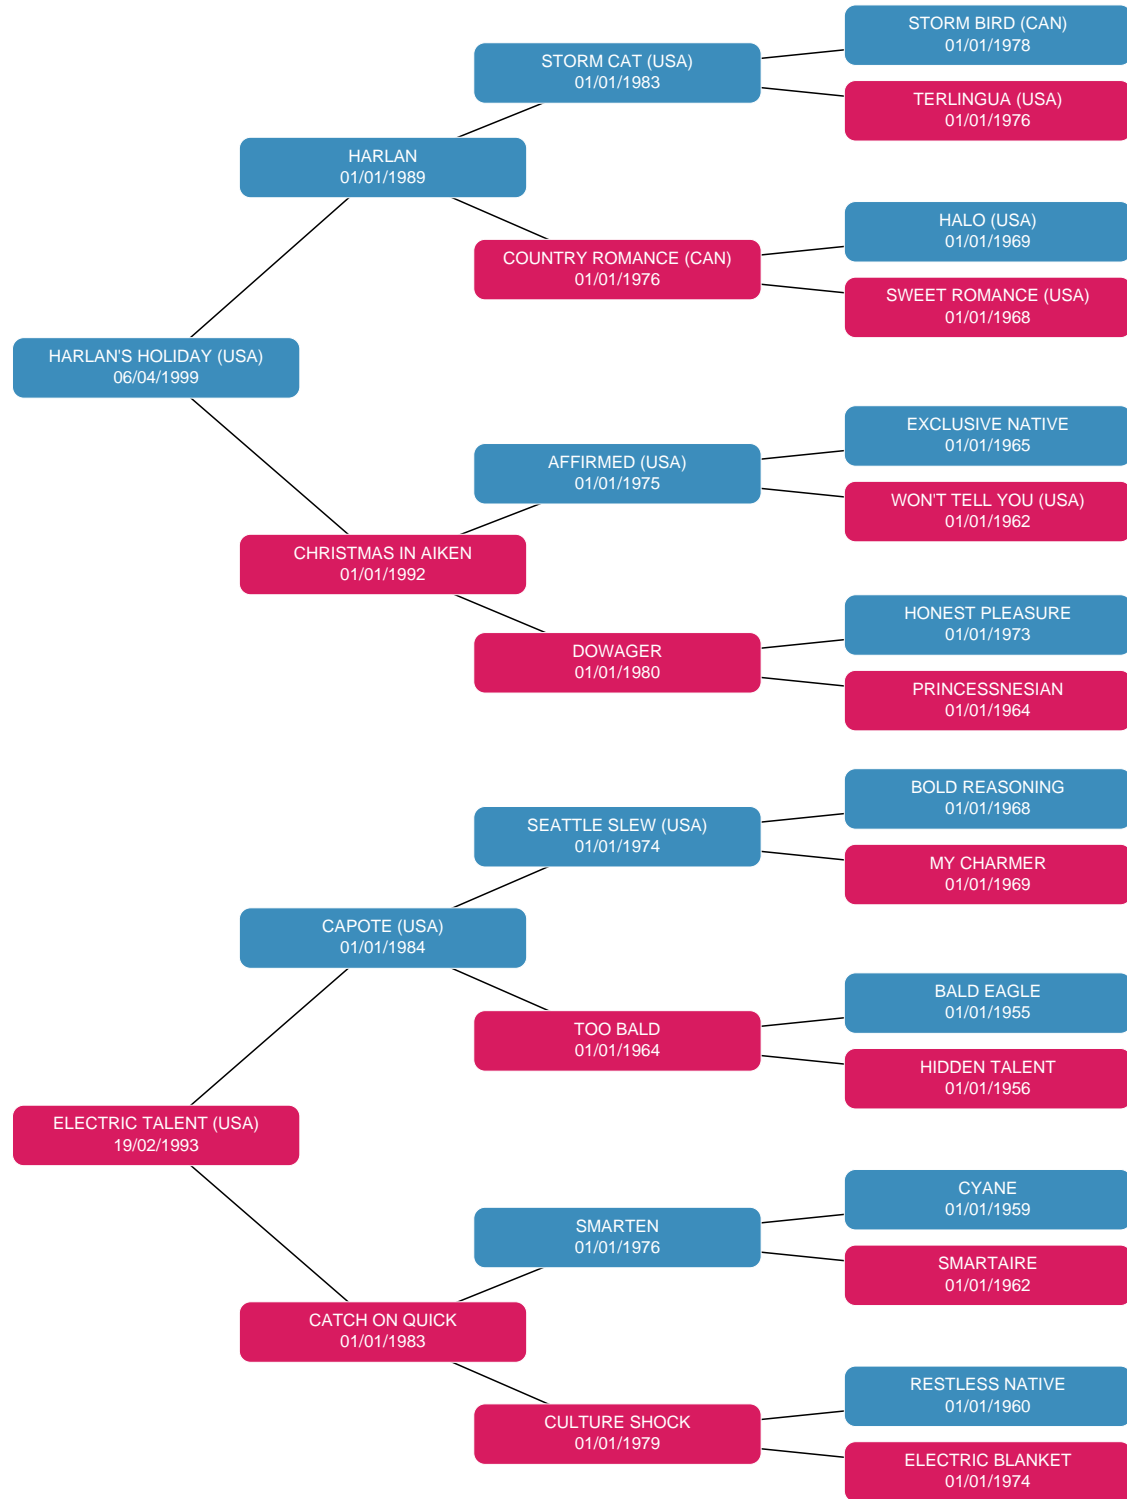 STORM BIRD (CAN)
01/01/1978
STORM CAT (USA)
01/01/1983
TERLINGUA (USA)
01/01/1976
HARLAN
01/01/1989
HALO (USA)
01/01/1969
COUNTRY ROMANCE (CAN)
01/01/1976
SWEET ROMANCE (USA)
01/01/1968
HARLAN'S HOLIDAY (USA)
06/04/1999
EXCLUSIVE NATIVE
01/01/1965
AFFIRMED (USA)
01/01/1975
WON'T TELL YOU (USA)
01/01/1962
CHRISTMAS IN AIKEN
01/01/1992
HONEST PLEASURE
01/01/1973
DOWAGER
01/01/1980
PRINCESSNESIAN
01/01/1964
BOLD REASONING
01/01/1968
SEATTLE SLEW (USA)
01/01/1974
MY CHARMER
01/01/1969
CAPOTE (USA)
01/01/1984
BALD EAGLE
01/01/1955
TOO BALD
01/01/1964
HIDDEN TALENT
01/01/1956
ELECTRIC TALENT (USA)
19/02/1993
CYANE
01/01/1959
SMARTEN
01/01/1976
SMARTAIRE
01/01/1962
CATCH ON QUICK
01/01/1983
RESTLESS NATIVE
01/01/1960
CULTURE SHOCK
01/01/1979
ELECTRIC BLANKET
01/01/1974